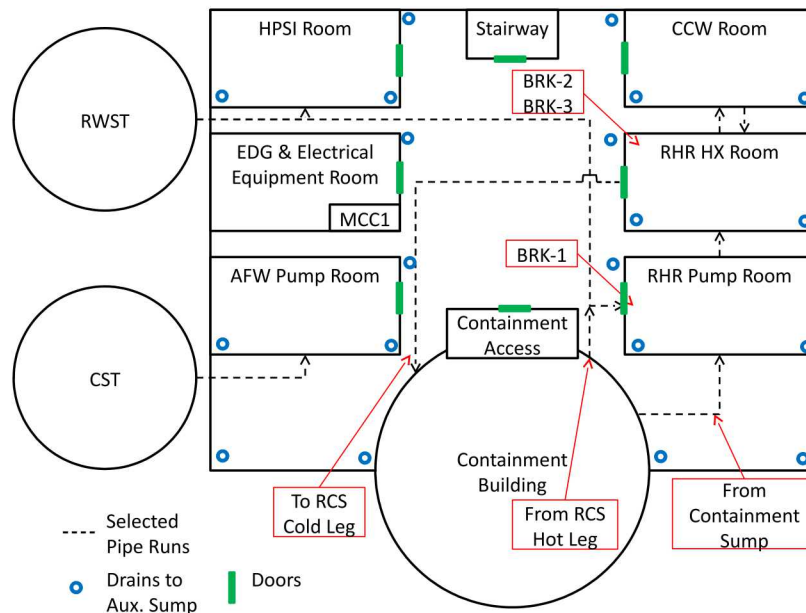 HPSI Room
Stairway
CCW Room
BRK-2
BRK-3
RWST
EDG & Electrical
Equipment Room
RHR HX Room
MCC1
AFW Pump Room
BRK-1
RHR Pump Room
Containment
Access
CST
Containment
Building
To RCS
Cold Leg
From RCS
Hot Leg
From
Containment
Sump
Selected
Pipe Runs
Drains to
Aux. Sump
Doors